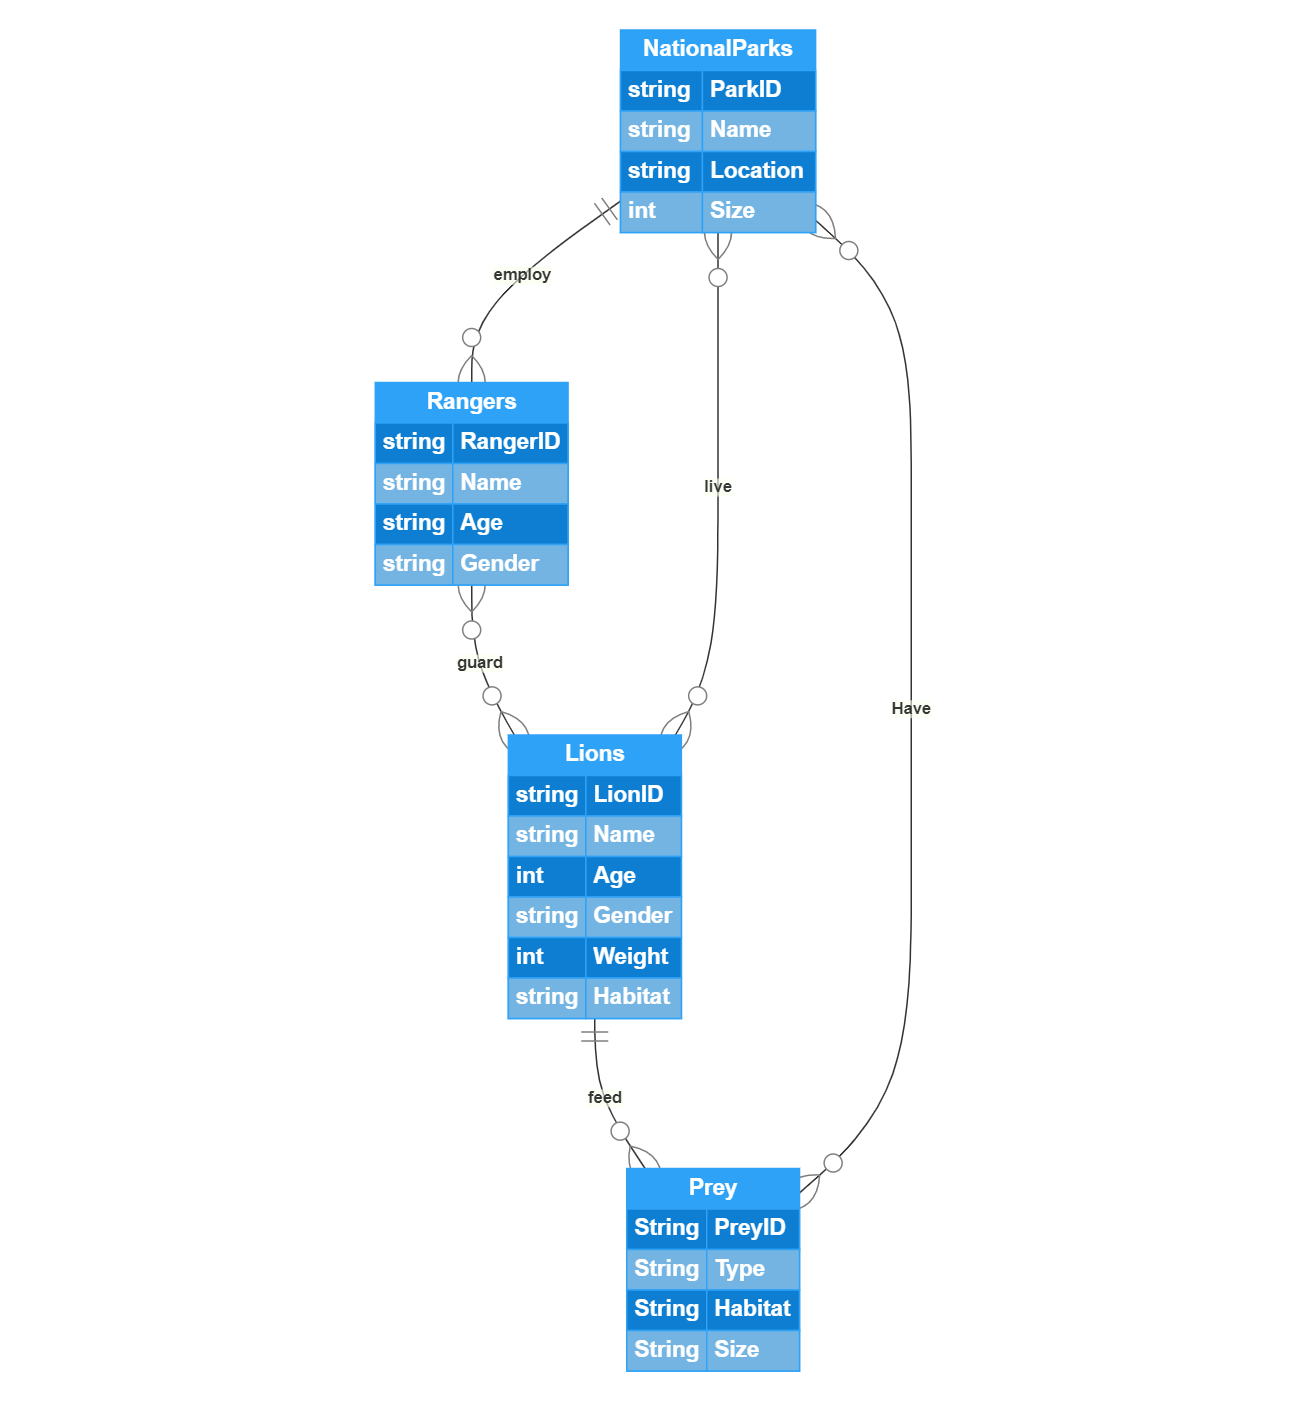 NationalParks
string ParkID
string Name
string Location
int Size
employ
Rangers
string RangerID
string Name
string Age
string Gender
live
guard
Have
Lions
string LionID
string Name
int Age
string Gender
int Weight
string Habitat
feed
Prey
String PreyID
String Type
String Habitat
String Size